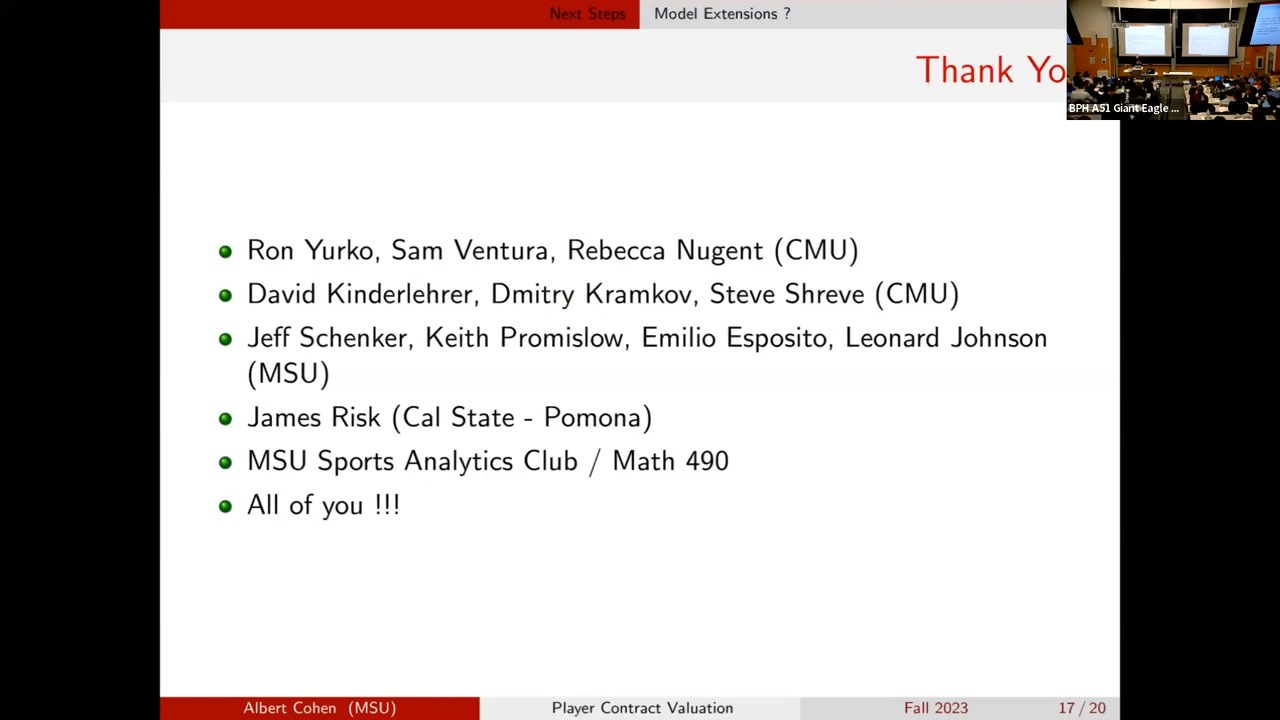 Next Steps Model Extensions ?
Thank Yo
BPH A51 Giant Eagle ...
Ron Yurko, Sam Ventura, Rebecca Nugent (CMU)
David Kinderlehrer, Dmitry Kramkov, Steve Shreve (CMU)
Jeff Schenker, Keith Promislow, Emilio Esposito, Leonard Johnson
(MSU)
James Risk (Cal State - Pomona)
MSU Sports Analytics Club / Math 490
All of you !!!
Albert Cohen (MSU) Player Contract Valuation Fall 2023 17 / 20